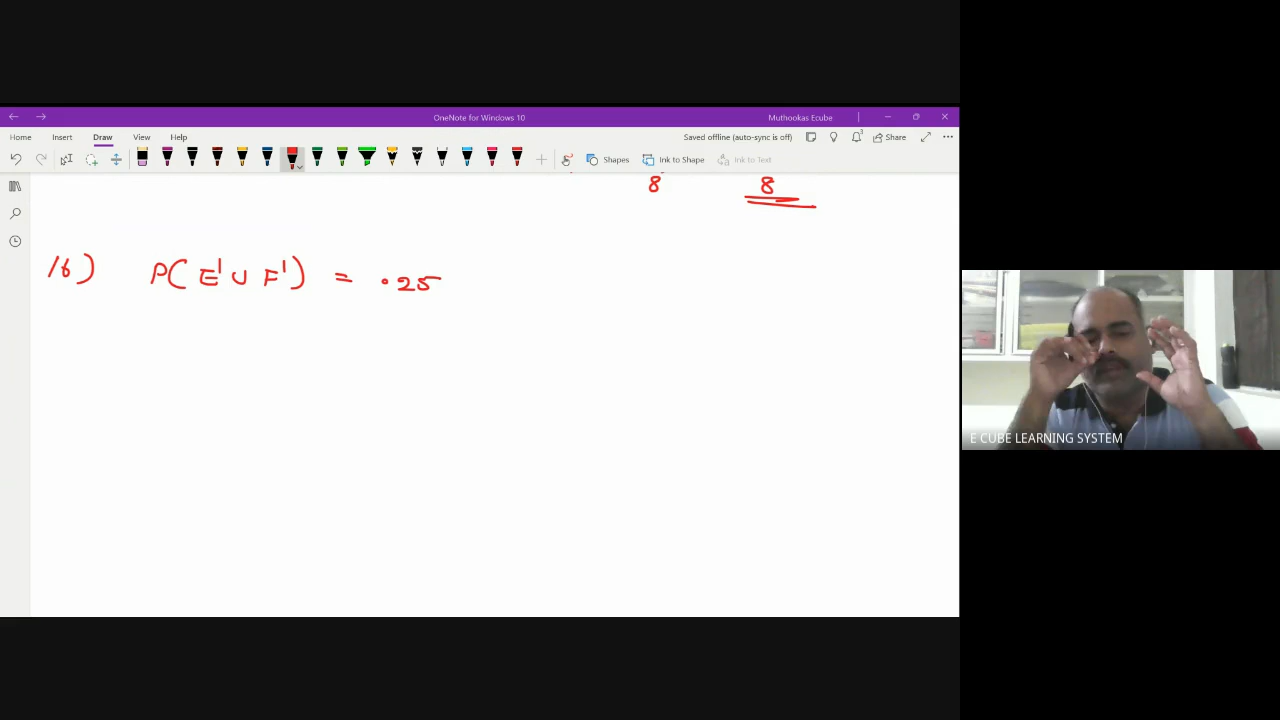 OneNote for Windows 10
Muthookas Ecube
Home Insert Draw View Help
Saved offline (auto-sync is off)
Share
Shapes
Ink to Shape
Ink to Text
8 8
16) P(E' ∪ F') = .25
E CUBE LEARNING SYSTEM